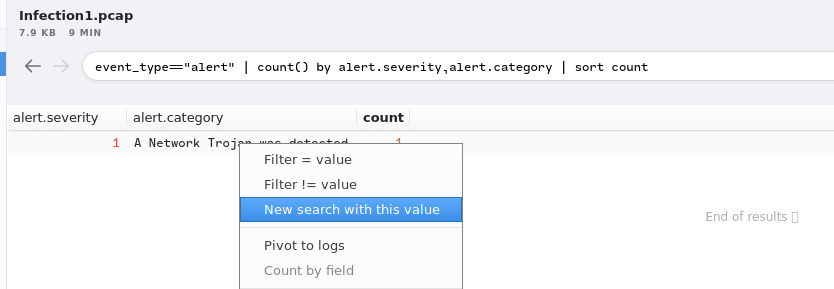 Infection1.pcap
7.9 KB 9 MIN
event_type=="alert" | count() by alert.severity,alert.category | sort count
alert.severity alert.category count
1 A Network Trojan was detected 1
Filter = value
Filter != value
New search with this value
End of results
Pivot to logs
Count by field